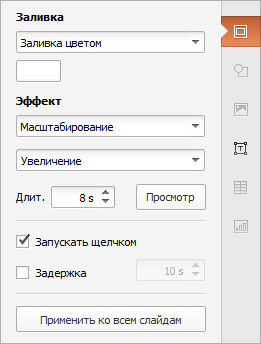 Заливка
Заливка цветом
Эффект
Масштабирование
Увеличение
Длит. 8 s Просмотр
Запускать щелчком
Задержка 10 s
Применить ко всем слайдам